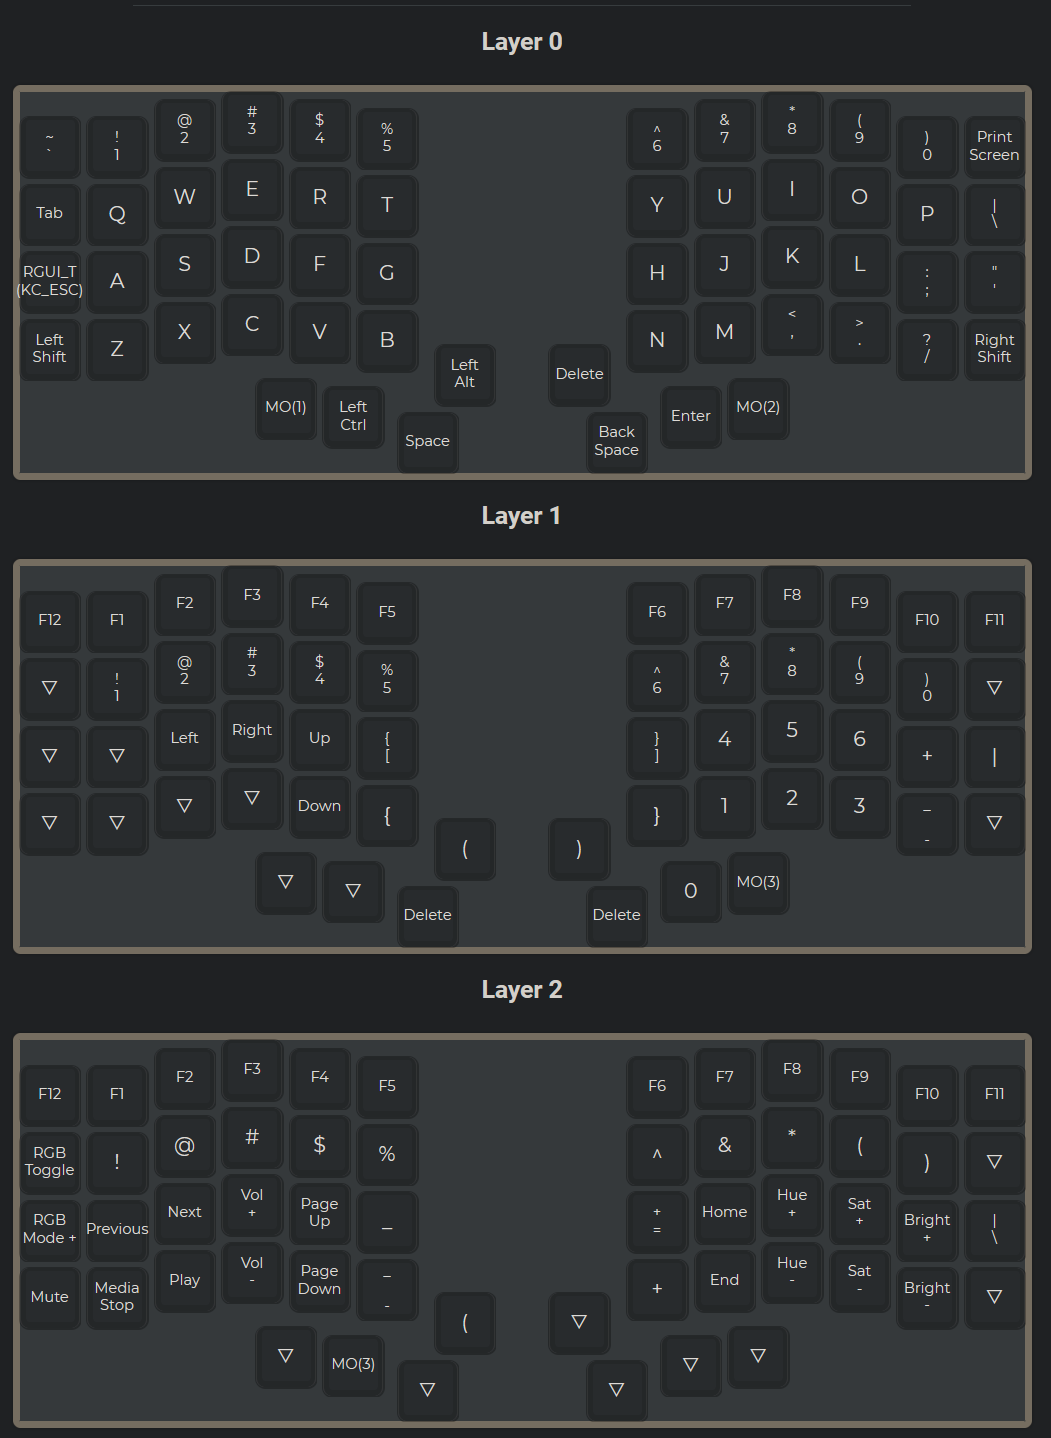 Layer 0
~ ! @ # $ % ^ & * ( ) Print
` 1 2 3 4 5 6 7 8 9 0 Screen
Tab Q W E R T Y U I O P |
\
RGUI_T A S D F G H J K L : "
(KC_ESC) ; '
Left Z X C V B N M < > ? Right
Shift , . / Shift
MO(1) Left Ctrl Space Left Alt Delete Back Space Enter MO(2)
Layer 1
F12 F1 F2 F3 F4 F5 F6 F7 F8 F9 F10 F11
▽ ! @ # $ % ^ & * ( ) ▽
1 2 3 4 5 6 7 8 9 0
▽ ▽ Left Right Up { } 4 5 6 + |
[ ]
▽ ▽ ▽ ▽ Down { } 1 2 3 _ ▽
-
▽ ▽ Delete ( ) Delete 0 MO(3)
Layer 2
F12 F1 F2 F3 F4 F5 F6 F7 F8 F9 F10 F11
RGB ! @ # $ % ^ & * ( ) ▽
Toggle
RGB Previous Next Vol Page _ + Home Hue Sat Bright |
Mode + + Up = + + + \
Mute Media Play Vol Page _ + End Hue Sat Bright ▽
Stop - Down - - - -
▽ MO(3) ▽ ( ▽ ▽ ▽ ▽